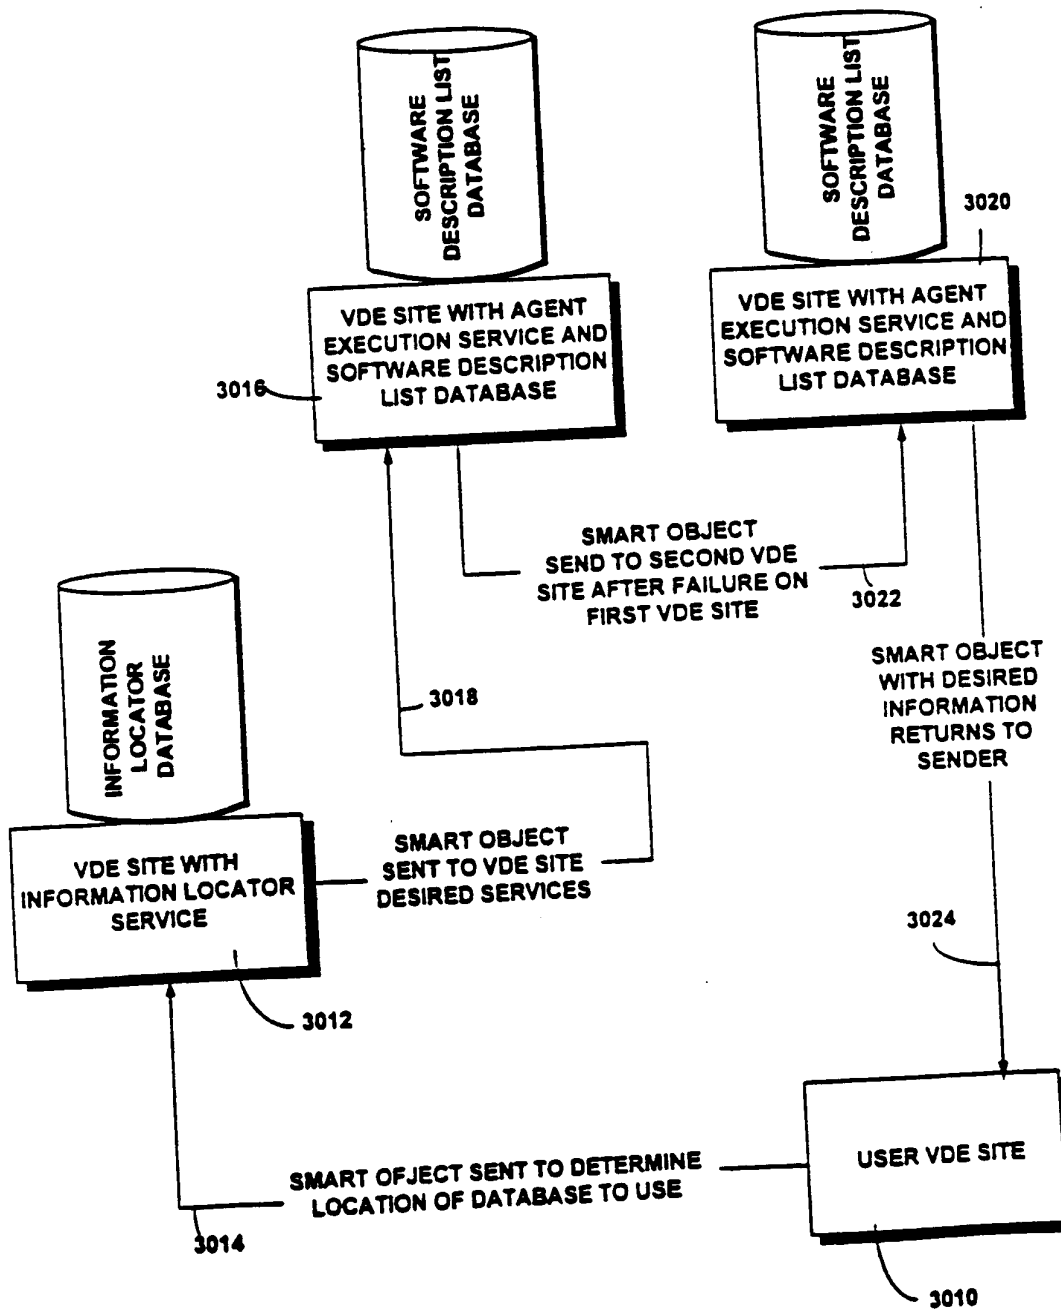 SOFTWARE
DESCRIPTION LIST
DATABASE
SOFTWARE
DESCRIPTION LIST
DATABASE
3020
VDE SITE WITH AGENT
EXECUTION SERVICE AND
SOFTWARE DESCRIPTION
LIST DATABASE
3016
VDE SITE WITH AGENT
EXECUTION SERVICE AND
SOFTWARE DESCRIPTION
LIST DATABASE
SMART OBJECT
SEND TO SECOND VDE
SITE AFTER FAILURE ON
FIRST VDE SITE
3022
INFORMATION
LOCATOR
DATABASE
3018
SMART OBJECT
WITH DESIRED
INFORMATION
RETURNS TO
SENDER
VDE SITE WITH
INFORMATION LOCATOR
SERVICE
SMART OBJECT
SENT TO VDE SITE
DESIRED SERVICES
3024
3012
USER VDE SITE
SMART OFJECT SENT TO DETERMINE
LOCATION OF DATABASE TO USE
3014
3010